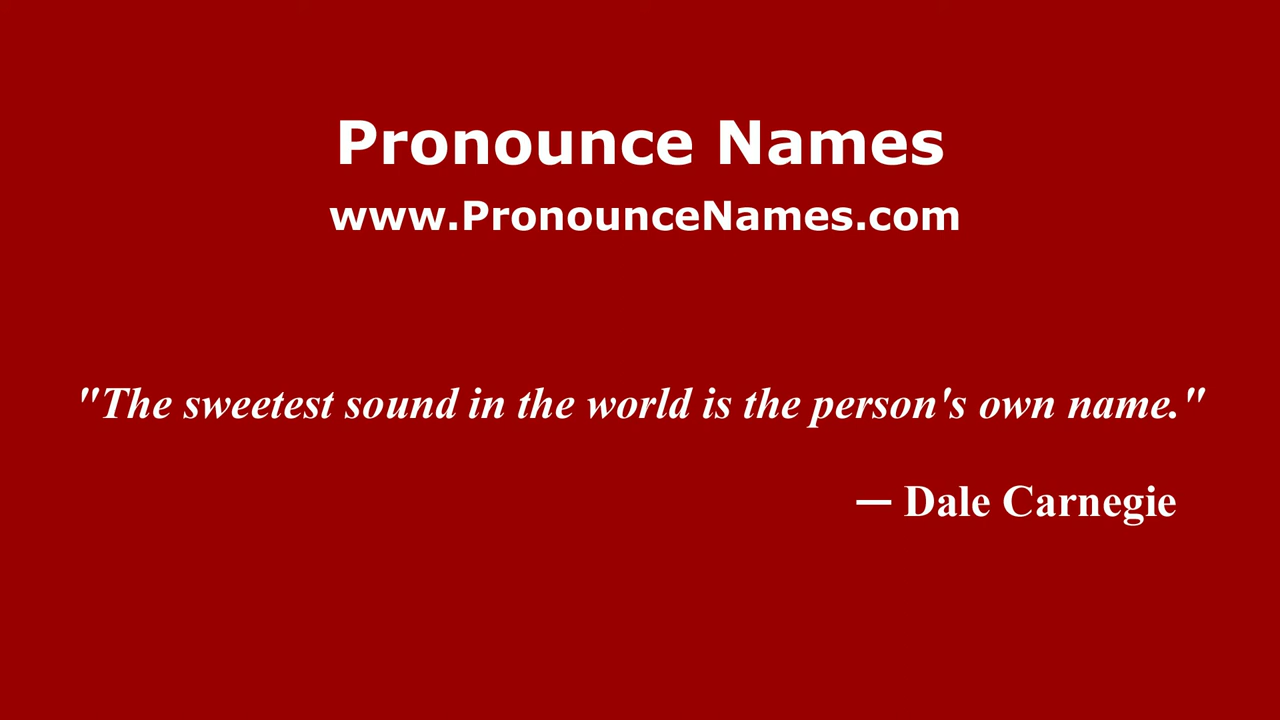 Pronounce Names
www.PronounceNames.com
"The sweetest sound in the world is the person's own name."
— Dale Carnegie